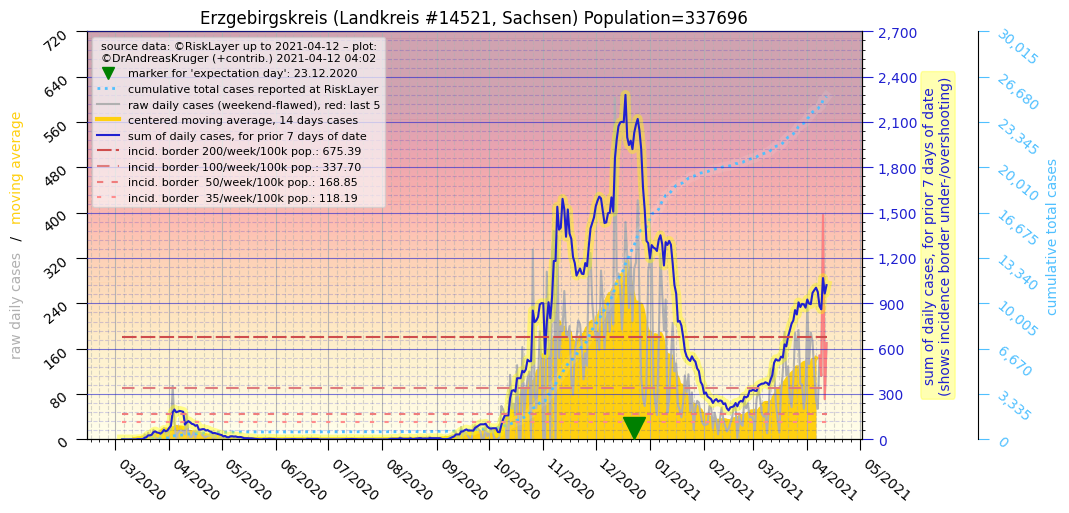 Erzgebirgskreis (Landkreis #14521, Sachsen) Population=337696
source data: ©RiskLayer up to 2021-04-12 – plot:
©DrAndreasKruger (+contrib.) 2021-04-12 04:02
marker for 'expectation day': 23.12.2020
cumulative total cases reported at RiskLayer
raw daily cases (weekend-flawed), red: last 5
centered moving average, 14 days cases
sum of daily cases, for prior 7 days of date
incid. border 200/week/100k pop.: 675.39
incid. border 100/week/100k pop.: 337.70
incid. border  50/week/100k pop.: 168.85
incid. border  35/week/100k pop.: 118.19
raw daily cases / moving average
720
640
560
480
400
320
240
160
80
0
2,700
2,400
2,100
1,800
1,500
1,200
900
600
300
0
sum of daily cases, for prior 7 days of date
(shows incidence border under-/overshooting)
30,015
26,680
23,345
20,010
16,675
13,340
10,005
6,670
3,335
0
cumulative total cases
03/2020
04/2020
05/2020
06/2020
07/2020
08/2020
09/2020
10/2020
11/2020
12/2020
01/2021
02/2021
03/2021
04/2021
05/2021